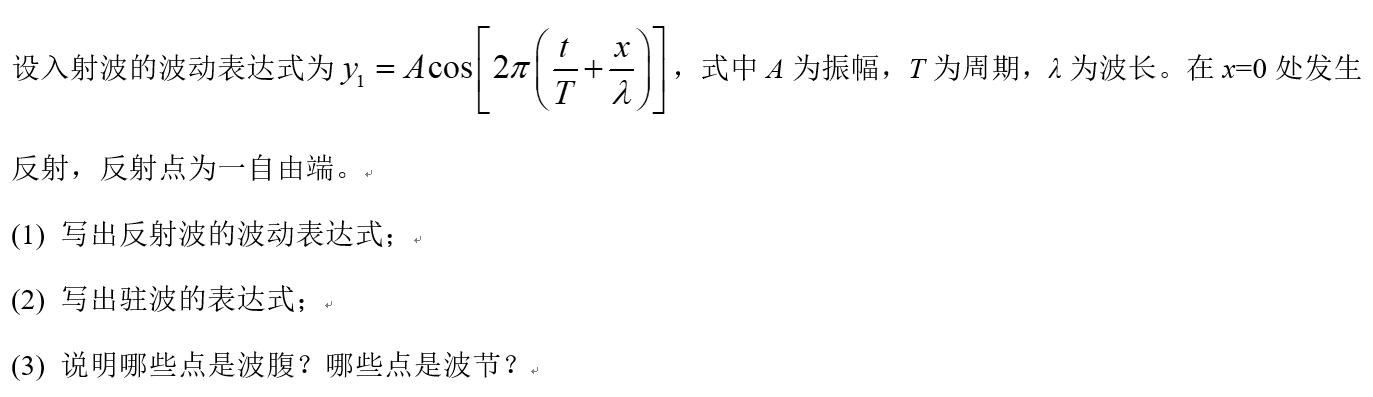 设入射波的波动表达式为 y₁ = A cos[2π(t/T + x/λ)]，式中 A 为振幅，T 为周期，λ 为波长。在 x=0 处发生
反射，反射点为一自由端。
(1) 写出反射波的波动表达式；
(2) 写出驻波的表达式；
(3) 说明哪些点是波腹？哪些点是波节？